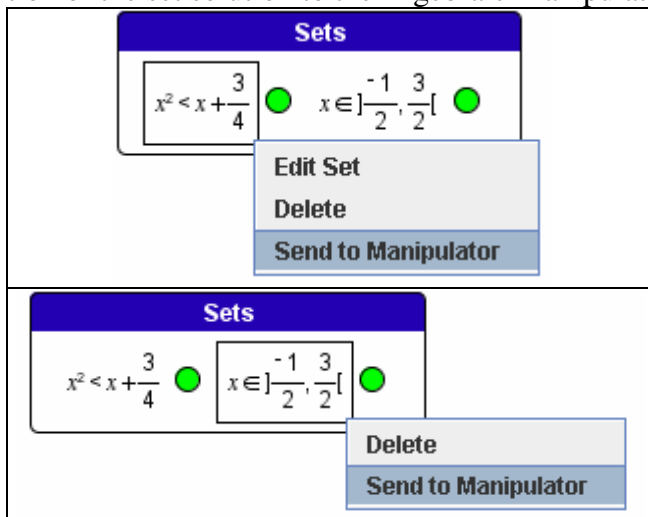 Sets
x² < x + 3/4 x ∈ ]-1/2, 3/2[
Edit Set
Delete
Send to Manipulator
Sets
x² < x + 3/4 x ∈ ]-1/2, 3/2[
Delete
Send to Manipulator